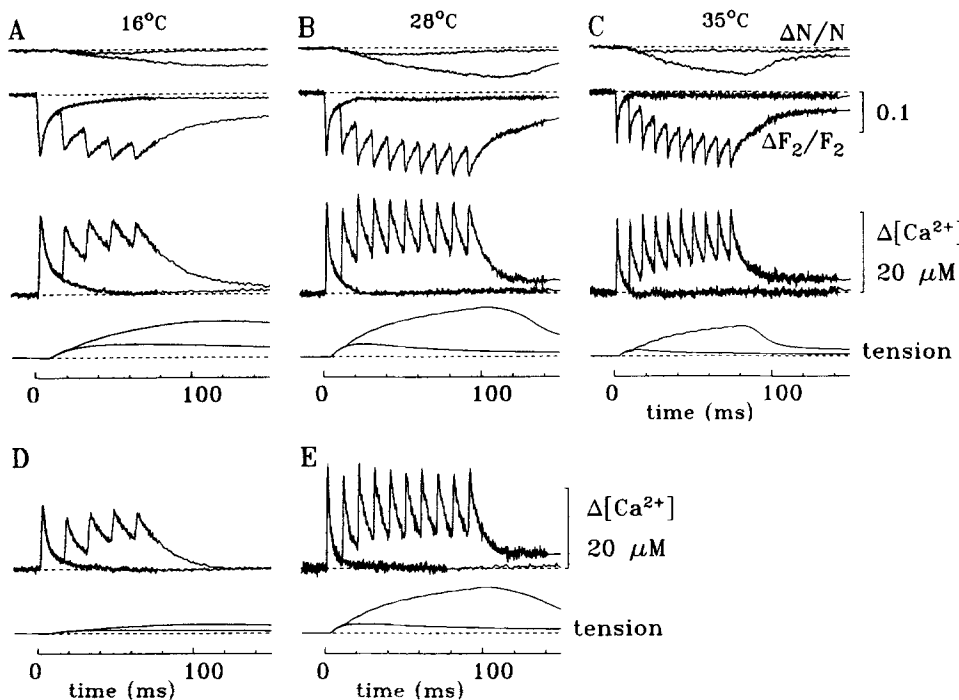 A 16°C
B 28°C
C 35°C
ΔN/N
0.1
ΔF₂/F₂
Δ[Ca²⁺]
20 μM
tension
0 100
0 100
0 100
time (ms)
D
E
Δ[Ca²⁺]
20 μM
tension
0 100
0 100
time (ms)
time (ms)